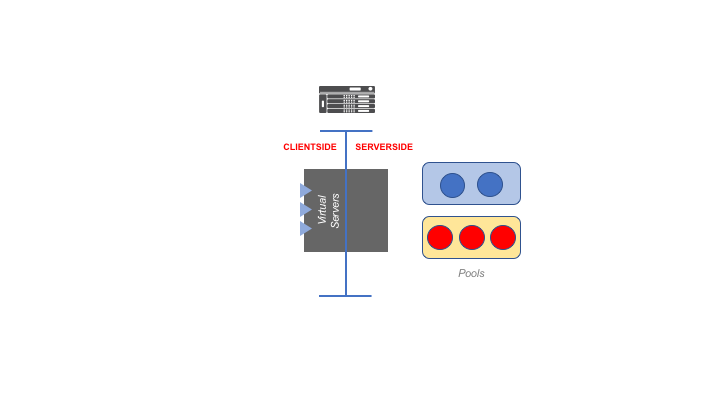 CLIENTSIDE
SERVERSIDE
Virtual
Servers
Pools